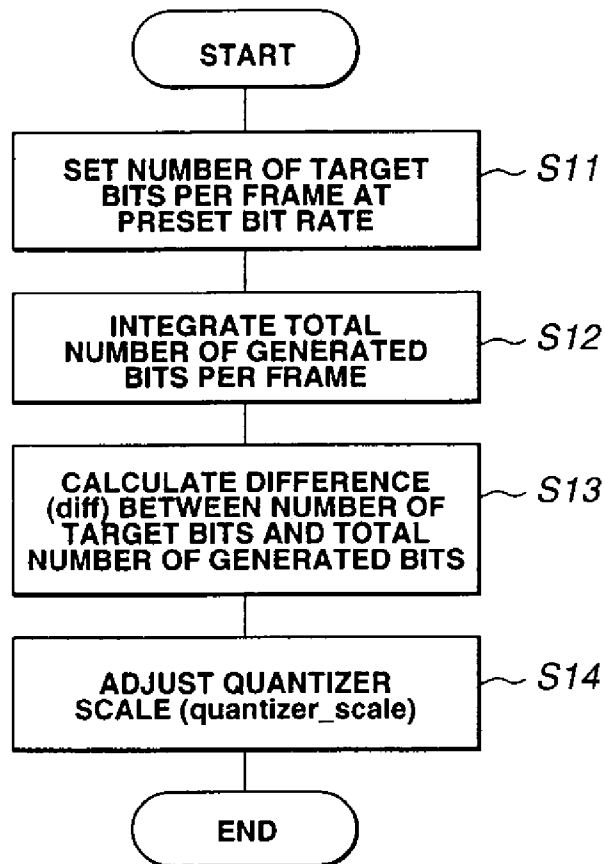 START
SET NUMBER OF TARGET
BITS PER FRAME AT
PRESET BIT RATE
S11
INTEGRATE TOTAL
NUMBER OF GENERATED
BITS PER FRAME
S12
CALCULATE DIFFERENCE
(diff) BETWEEN NUMBER OF
TARGET BITS AND TOTAL
NUMBER OF GENERATED BITS
S13
ADJUST QUANTIZER
SCALE (quantizer_scale)
S14
END